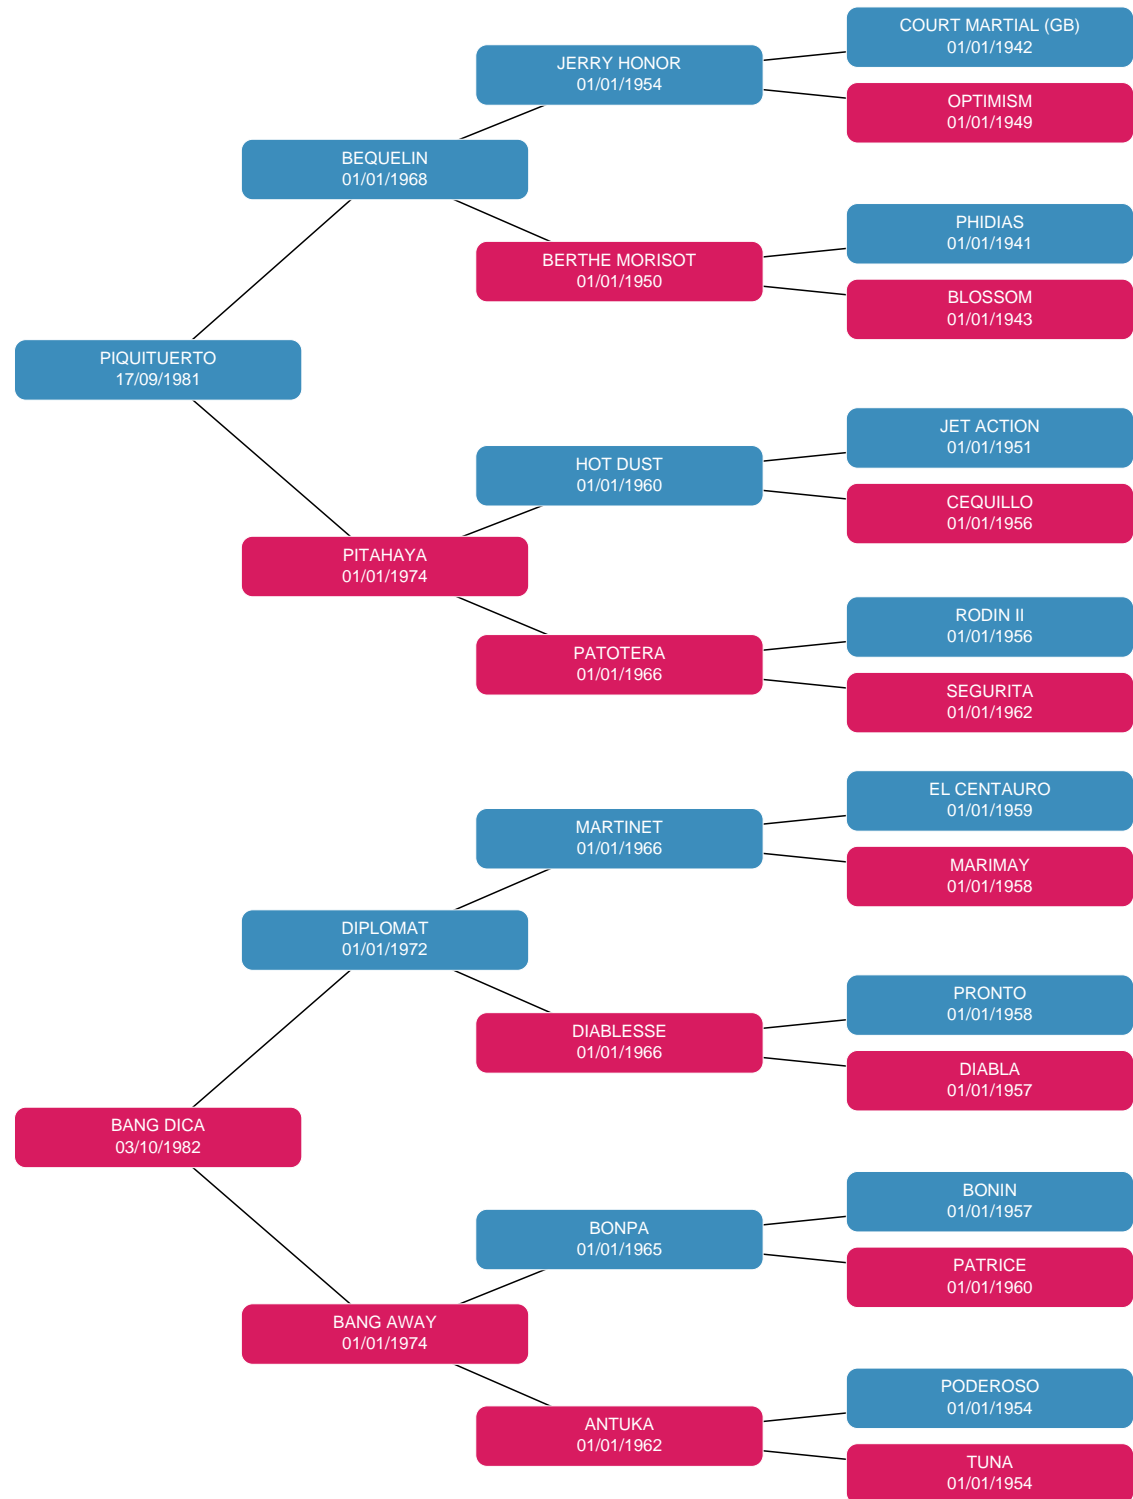 COURT MARTIAL (GB)
01/01/1942
JERRY HONOR
01/01/1954
OPTIMISM
01/01/1949
BEQUELIN
01/01/1968
PHIDIAS
01/01/1941
BERTHE MORISOT
01/01/1950
BLOSSOM
01/01/1943
PIQUITUERTO
17/09/1981
JET ACTION
01/01/1951
HOT DUST
01/01/1960
CEQUILLO
01/01/1956
PITAHAYA
01/01/1974
RODIN II
01/01/1956
PATOTERA
01/01/1966
SEGURITA
01/01/1962
EL CENTAURO
01/01/1959
MARTINET
01/01/1966
MARIMAY
01/01/1958
DIPLOMAT
01/01/1972
PRONTO
01/01/1958
DIABLESSE
01/01/1966
DIABLA
01/01/1957
BANG DICA
03/10/1982
BONIN
01/01/1957
BONPA
01/01/1965
PATRICE
01/01/1960
BANG AWAY
01/01/1974
PODEROSO
01/01/1954
ANTUKA
01/01/1962
TUNA
01/01/1954